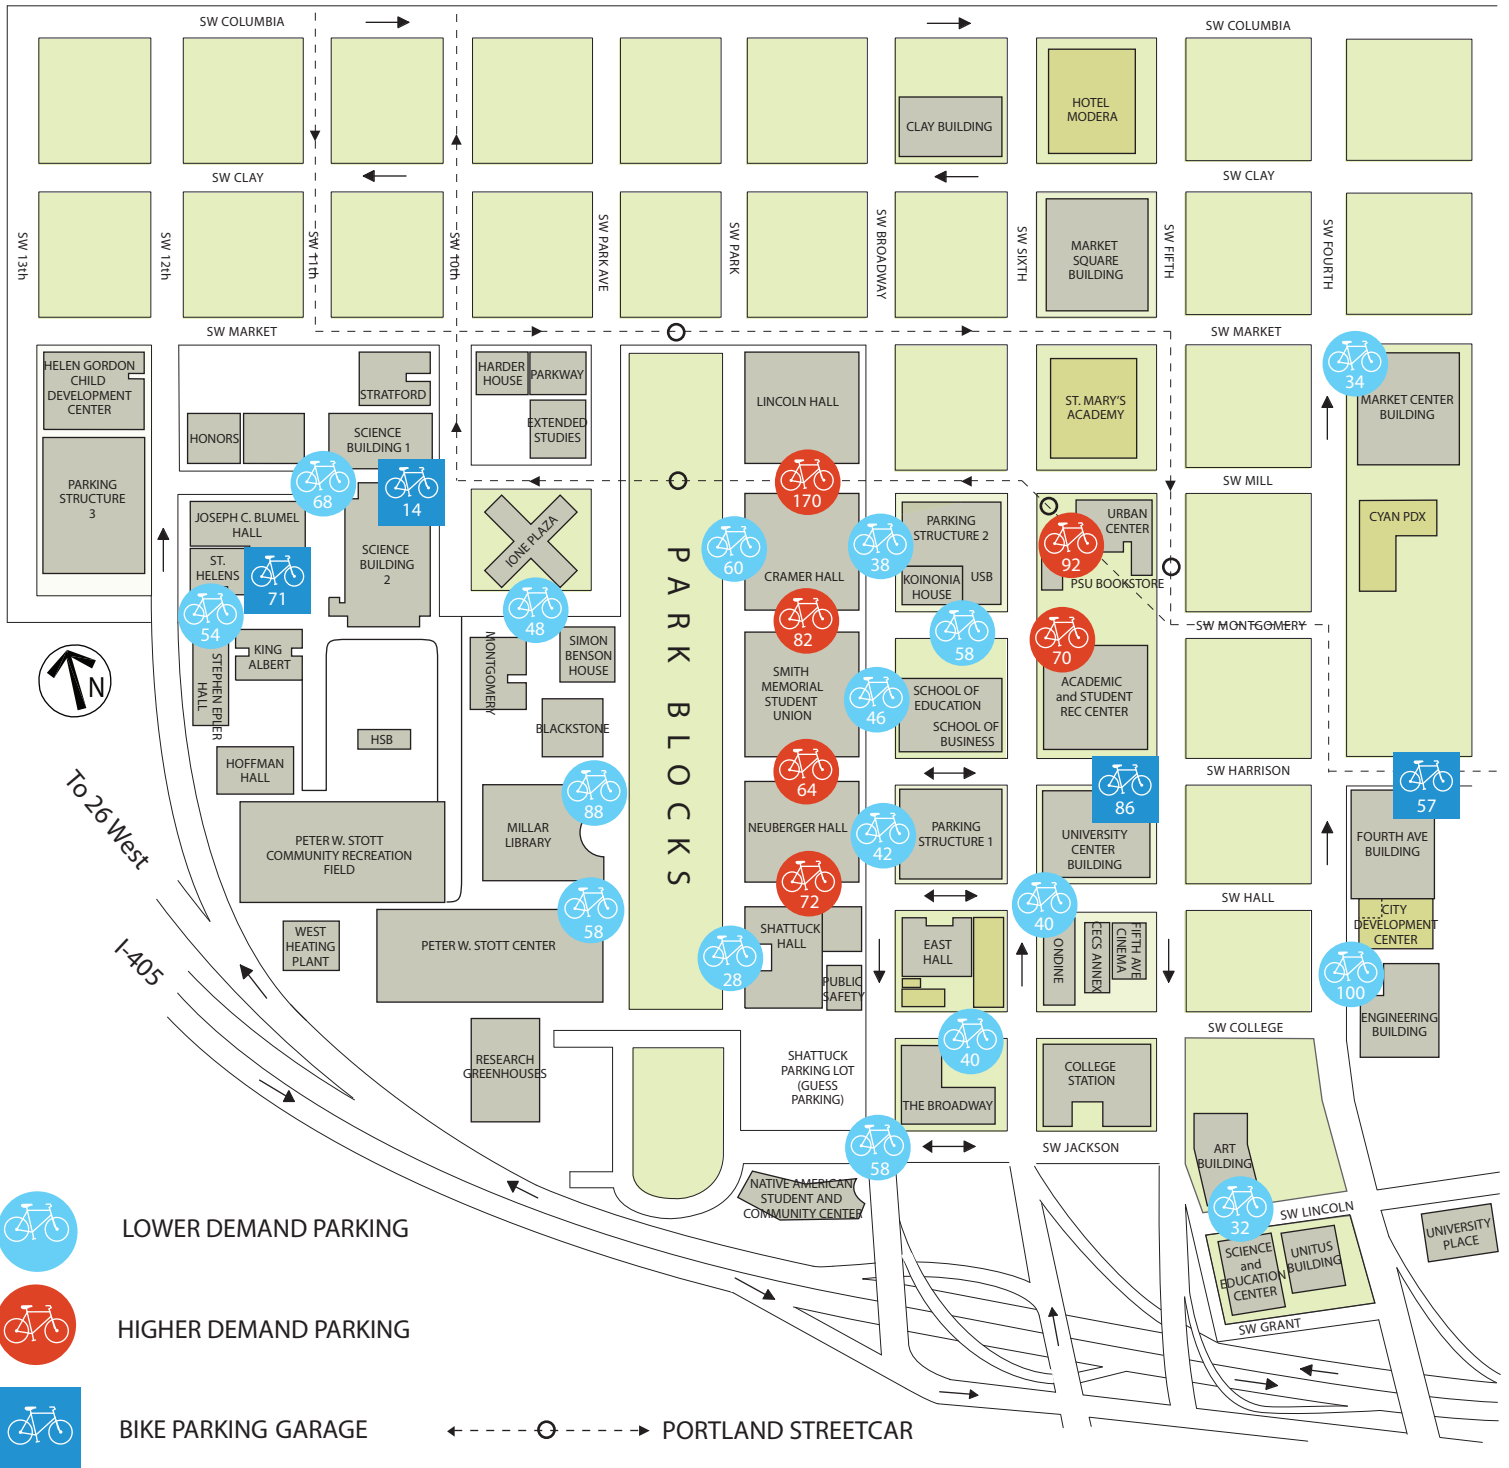 SW COLUMBIA
SW COLUMBIA
CLAY BUILDING
HOTEL
MODERA
SW CLAY
SW CLAY
SW 13th
SW 12th
SW 11th
SW 10th
SW PARK AVE
SW PARK
SW BROADWAY
SW SIXTH
SW FIFTH
SW FOURTH
MARKET
SQUARE
BUILDING
SW MARKET
SW MARKET
HELEN GORDON
CHILD
DEVELOPMENT
CENTER
STRATFORD
HARDER
HOUSE
PARKWAY
EXTENDED
STUDIES
LINCOLN HALL
ST. MARY'S
ACADEMY
34
MARKET CENTER
BUILDING
HONORS
SCIENCE
BUILDING 1
PARKING
STRUCTURE
3
68
14
170
SW MILL
JOSEPH C. BLUMEL
HALL
SCIENCE
BUILDING
2
IONE PLAZA
60
CRAMER HALL
38
PARKING
STRUCTURE 2
KOINONIA
HOUSE
USB
URBAN
CENTER
92
PSU BOOKSTORE
CYAN PDX
ST.
HELENS
71
54
48
82
58
70
SW MONTGOMERY
N
KING
ALBERT
STEPHEN EPLER
HALL
MONTGOMERY
SIMON
BENSON
HOUSE
PARK BLOCKS
SMITH
MEMORIAL
STUDENT
UNION
46
SCHOOL OF
EDUCATION
SCHOOL OF
BUSINESS
ACADEMIC
and STUDENT
REC CENTER
HSB
BLACKSTONE
HOFFMAN
HALL
To 26 West
88
64
SW HARRISON
86
57
PETER W. STOTT
COMMUNITY RECREATION
FIELD
MILLAR
LIBRARY
NEUBERGER HALL
42
PARKING
STRUCTURE 1
UNIVERSITY
CENTER
BUILDING
FOURTH AVE
BUILDING
58
72
40
SW HALL
CITY
DEVELOPMENT
CENTER
WEST
HEATING
PLANT
I-405
PETER W. STOTT CENTER
28
SHATTUCK
HALL
PUBLIC
SAFETY
EAST
HALL
ONDINE
CECS ANNEX
FIFTH AVE
CINEMA
100
ENGINEERING
BUILDING
SW COLLEGE
RESEARCH
GREENHOUSES
SHATTUCK
PARKING LOT
(GUESS
PARKING)
40
THE BROADWAY
COLLEGE
STATION
58
SW JACKSON
ART
BUILDING
NATIVE AMERICAN
STUDENT AND
COMMUNITY CENTER
32
SW LINCOLN
SCIENCE
and
EDUCATION
CENTER
UNITUS
BUILDING
UNIVERSITY
PLACE
SW GRANT
LOWER DEMAND PARKING
HIGHER DEMAND PARKING
BIKE PARKING GARAGE
PORTLAND STREETCAR